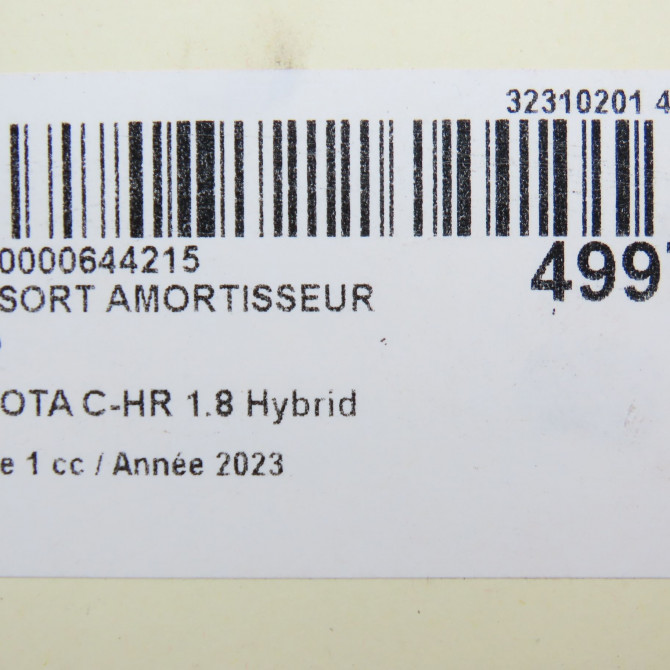 32310201 4
0000644215
499
SORT AMORTISSEUR
OTA C-HR 1.8 Hybrid
e 1 cc / Année 2023